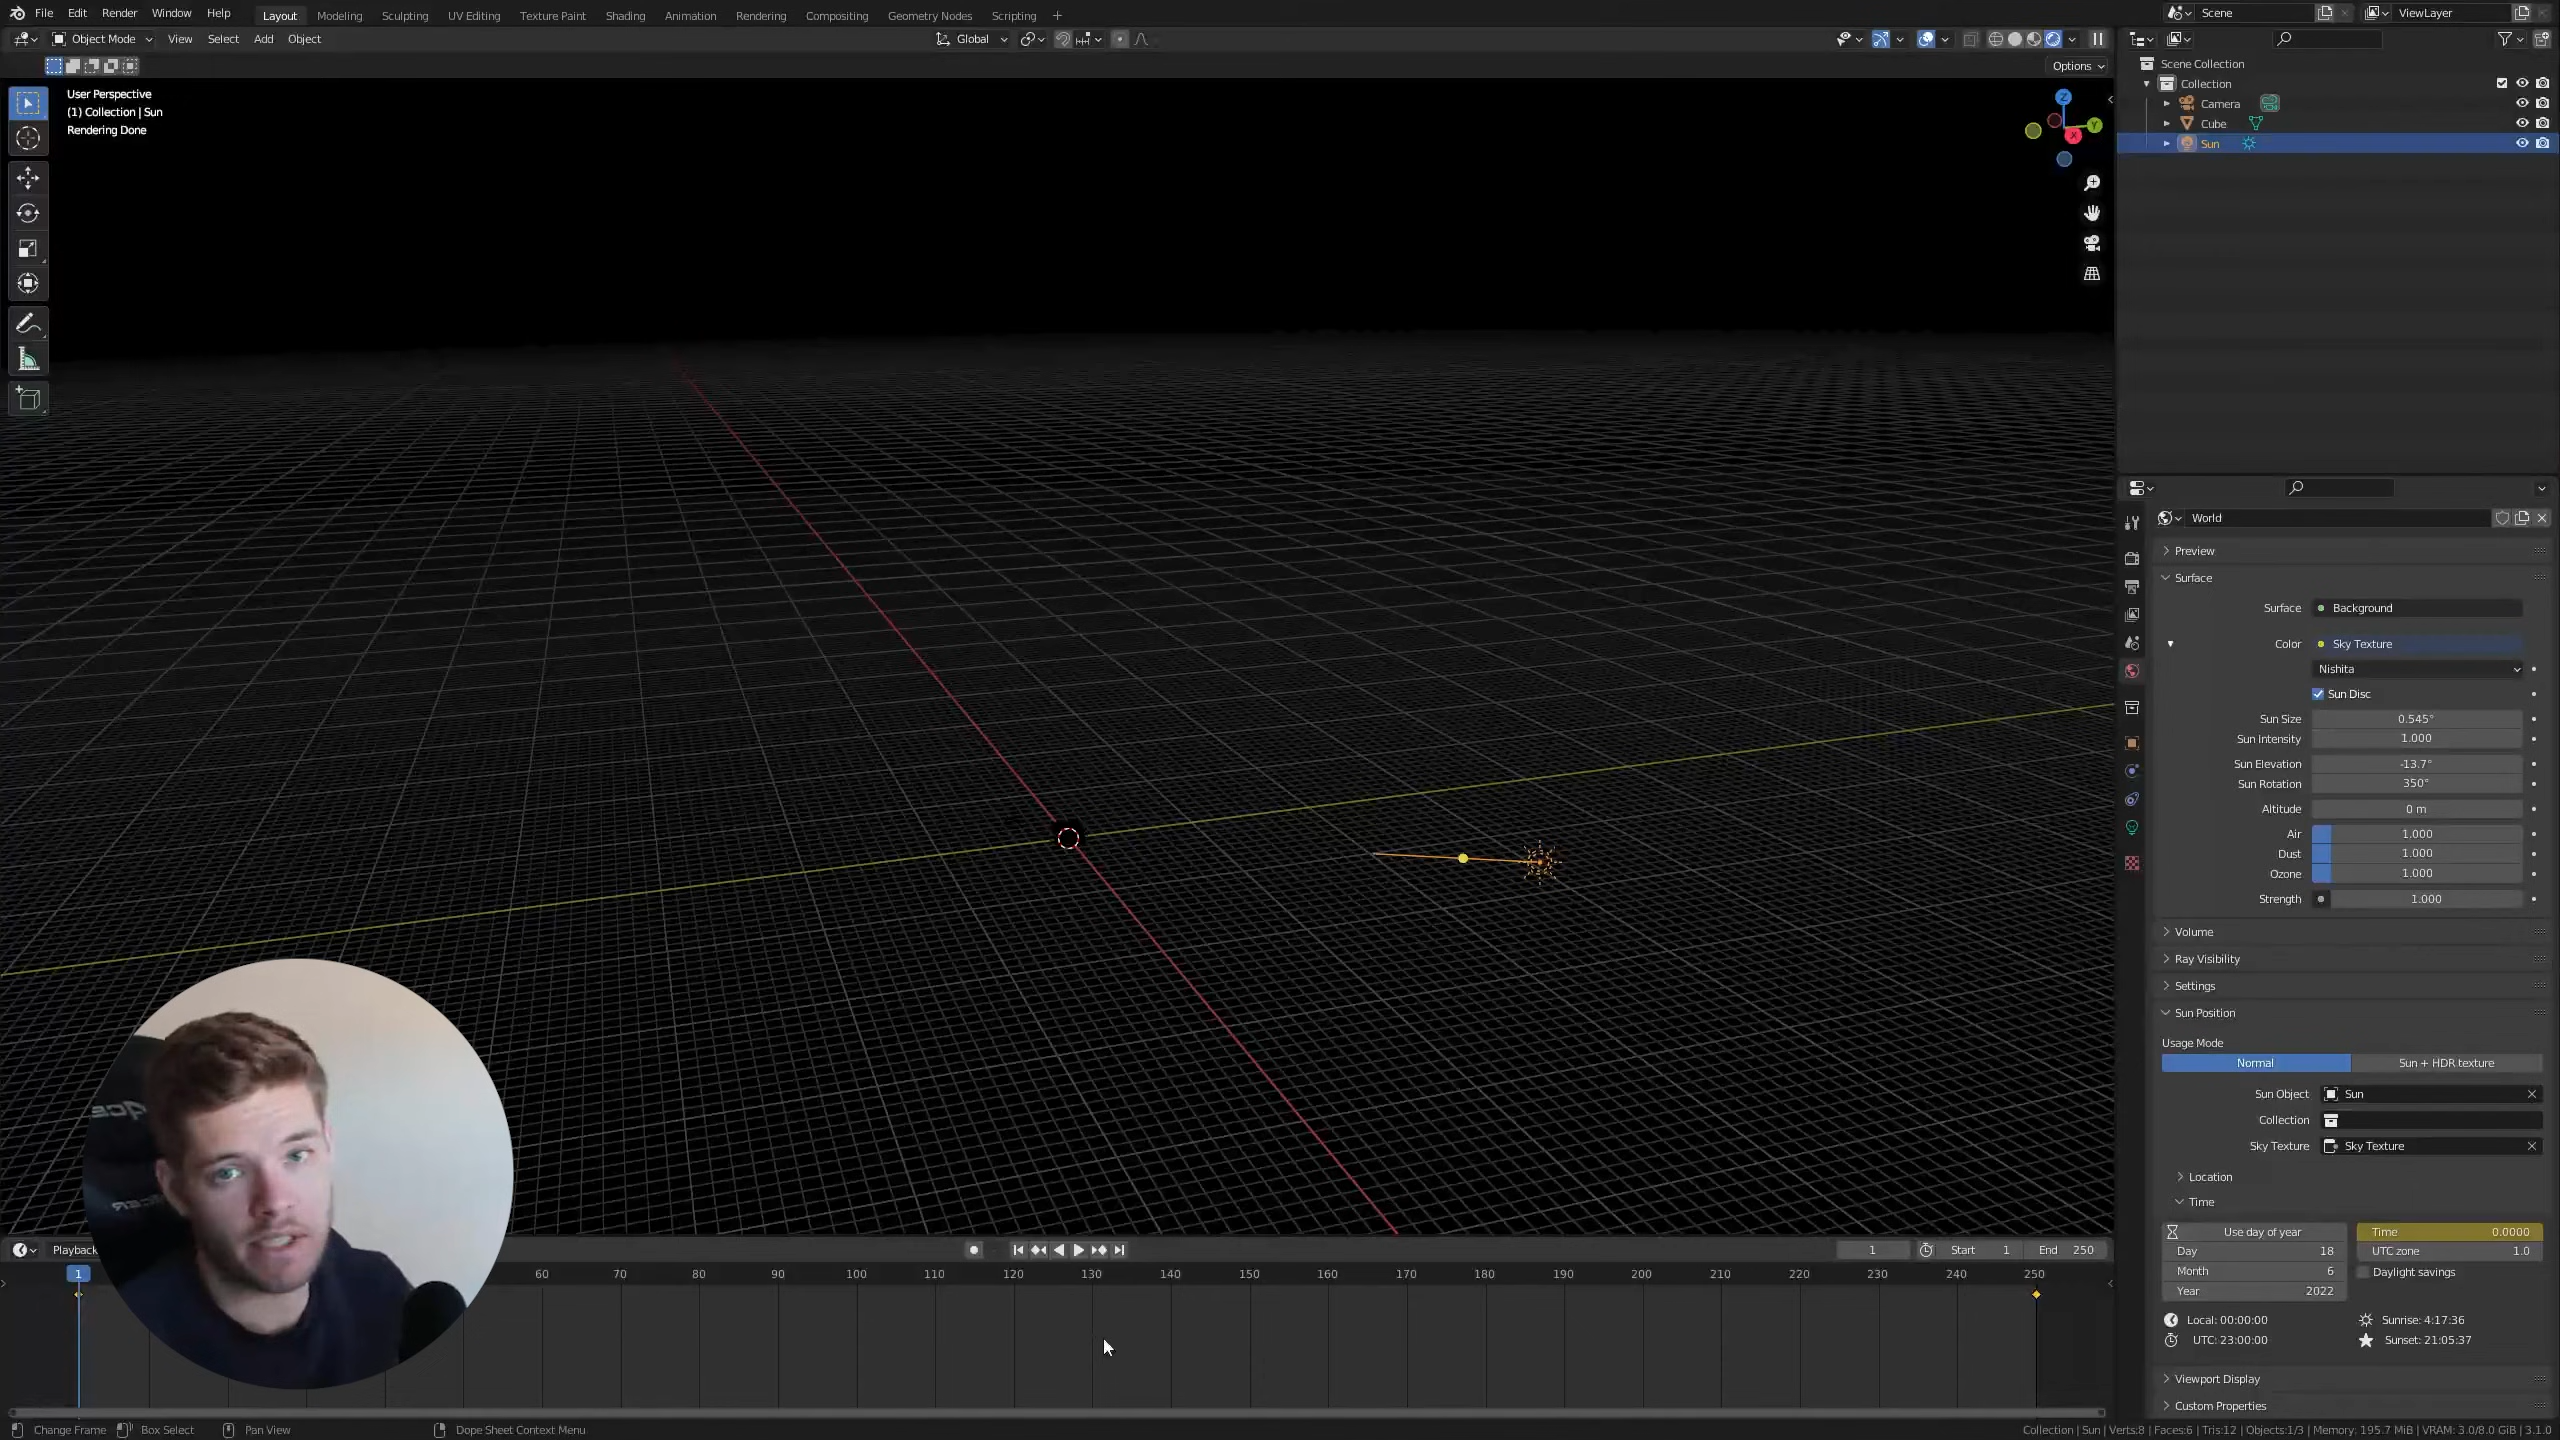 File Edit Render Window Help
Layout Modeling Sculpting UV Editing Texture Paint Shading Animation Rendering Compositing Geometry Nodes Scripting +
Scene
ViewLayer
Object Mode View Select Add Object
Global
Options
User Perspective
(1) Collection | Sun
Rendering Done
Z
Y
X
Scene Collection
Collection
Camera
Cube
Sun
World
Preview
Surface
Surface Background
Color Sky Texture
Nishita
Sun Disc
Sun Size 0.545°
Sun Intensity 1.000
Sun Elevation -13.7°
Sun Rotation 350°
Altitude 0 m
Air 1.000
Dust 1.000
Ozone 1.000
Strength 1.000
Volume
Ray Visibility
Settings
Sun Position
Usage Mode
Normal Sun + HDR texture
Sun Object Sun
Collection
Sky Texture Sky Texture
Location
Time
Use day of year Time 0.0000
Day 18 UTC zone 1.0
Month 6 Daylight savings
Year 2022
Local: 00:00:00 Sunrise: 4:17:36
UTC: 23:00:00 Sunset: 21:05:37
Viewport Display
Custom Properties
Playback
1 Start 1 End 250
1 60 70 80 90 100 110 120 130 140 150 160 170 180 190 200 210 220 230 240 250
Change Frame Box Select Pan View Dope Sheet Context Menu
Collection | Sun | Verts:8 | Faces:6 | Tris:12 | Objects:1/3 | Memory: 195.7 MiB | VRAM: 3.0/8.0 GiB | 3.1.0